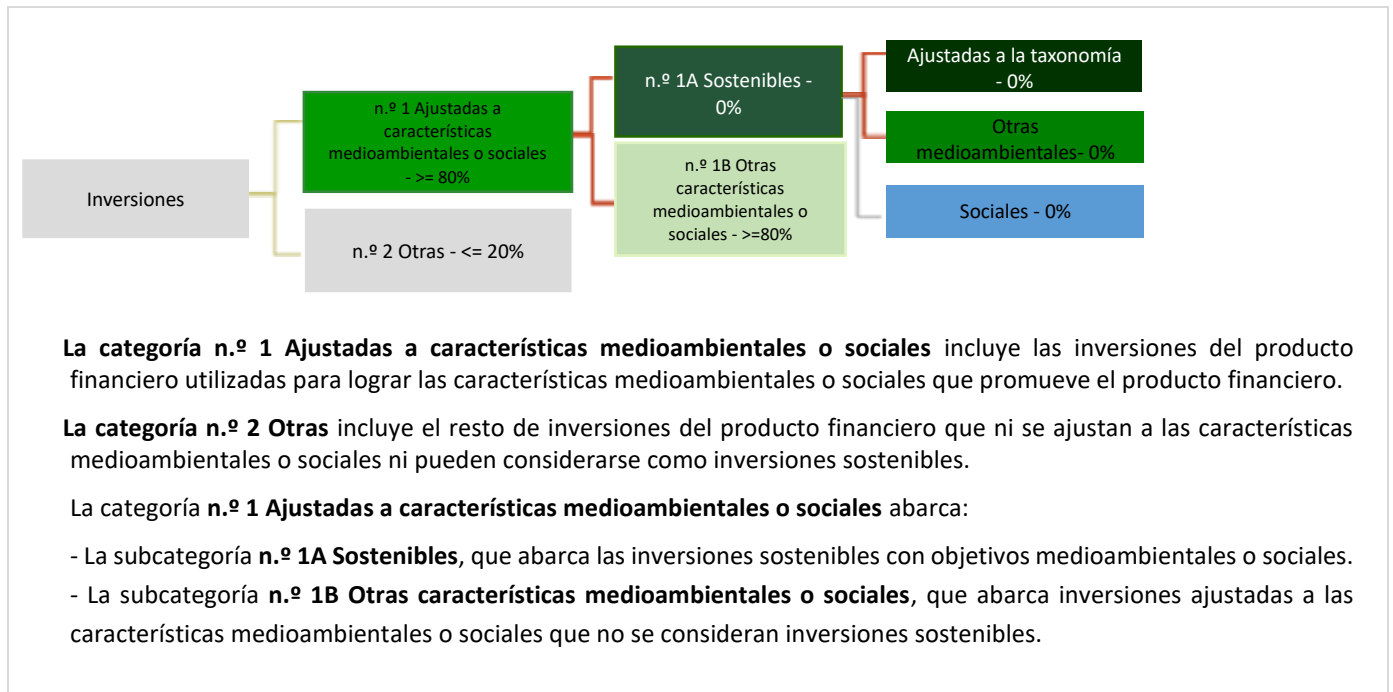 Inversiones
n.º 1 Ajustadas a
características
medioambientales o sociales
- >= 80%
n.º 2 Otras - <= 20%
n.º 1A Sostenibles -
0%
n.º 1B Otras
características
medioambientales o
sociales - >=80%
Ajustadas a la taxonomía
- 0%
Otras
medioambientales- 0%
Sociales - 0%
La categoría n.º 1 Ajustadas a características medioambientales o sociales incluye las inversiones del producto
financiero utilizadas para lograr las características medioambientales o sociales que promueve el producto financiero.
La categoría n.º 2 Otras incluye el resto de inversiones del producto financiero que ni se ajustan a las características
medioambientales o sociales ni pueden considerarse como inversiones sostenibles.
La categoría n.º 1 Ajustadas a características medioambientales o sociales abarca:
- La subcategoría n.º 1A Sostenibles, que abarca las inversiones sostenibles con objetivos medioambientales o sociales.
- La subcategoría n.º 1B Otras características medioambientales o sociales, que abarca inversiones ajustadas a las
características medioambientales o sociales que no se consideran inversiones sostenibles.